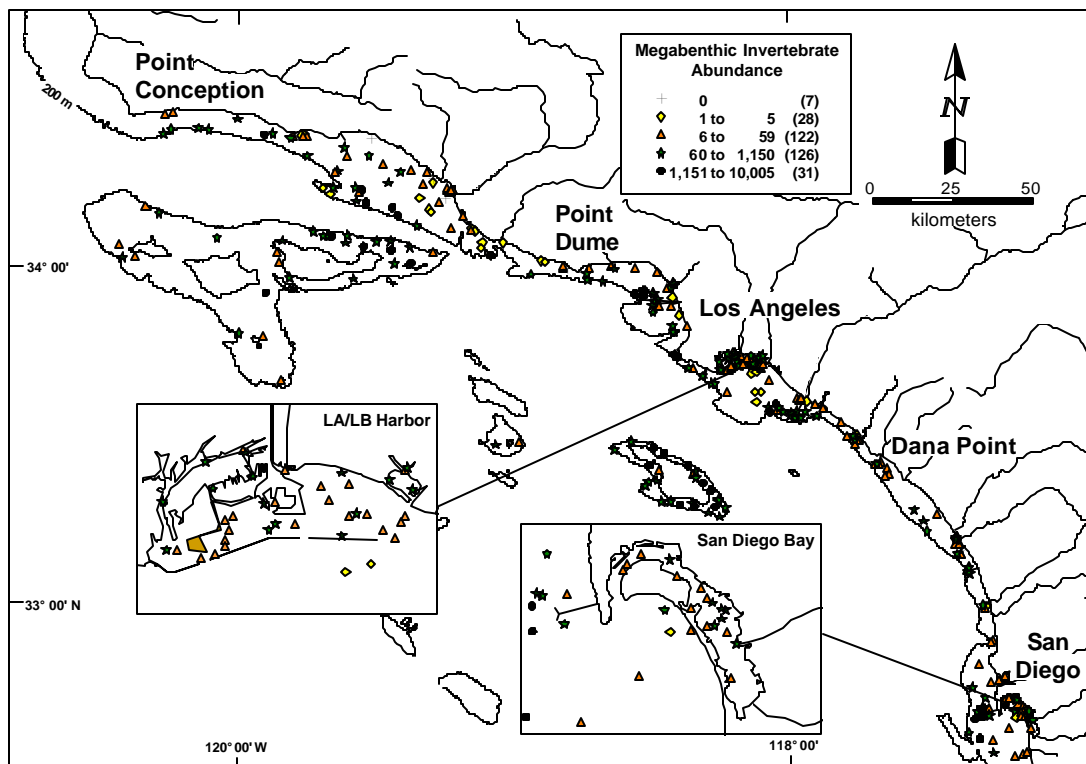 Point
Conception
200 m
Megabenthic Invertebrate
Abundance
0 (7)
1 to 5 (28)
6 to 59 (122)
60 to 1,150 (126)
1,151 to 10,005 (31)
N
0 25 50
kilometers
Point
Dume
34° 00'
Los Angeles
LA/LB Harbor
Dana Point
San Diego Bay
33° 00' N
San
Diego
120° 00' W
118° 00'